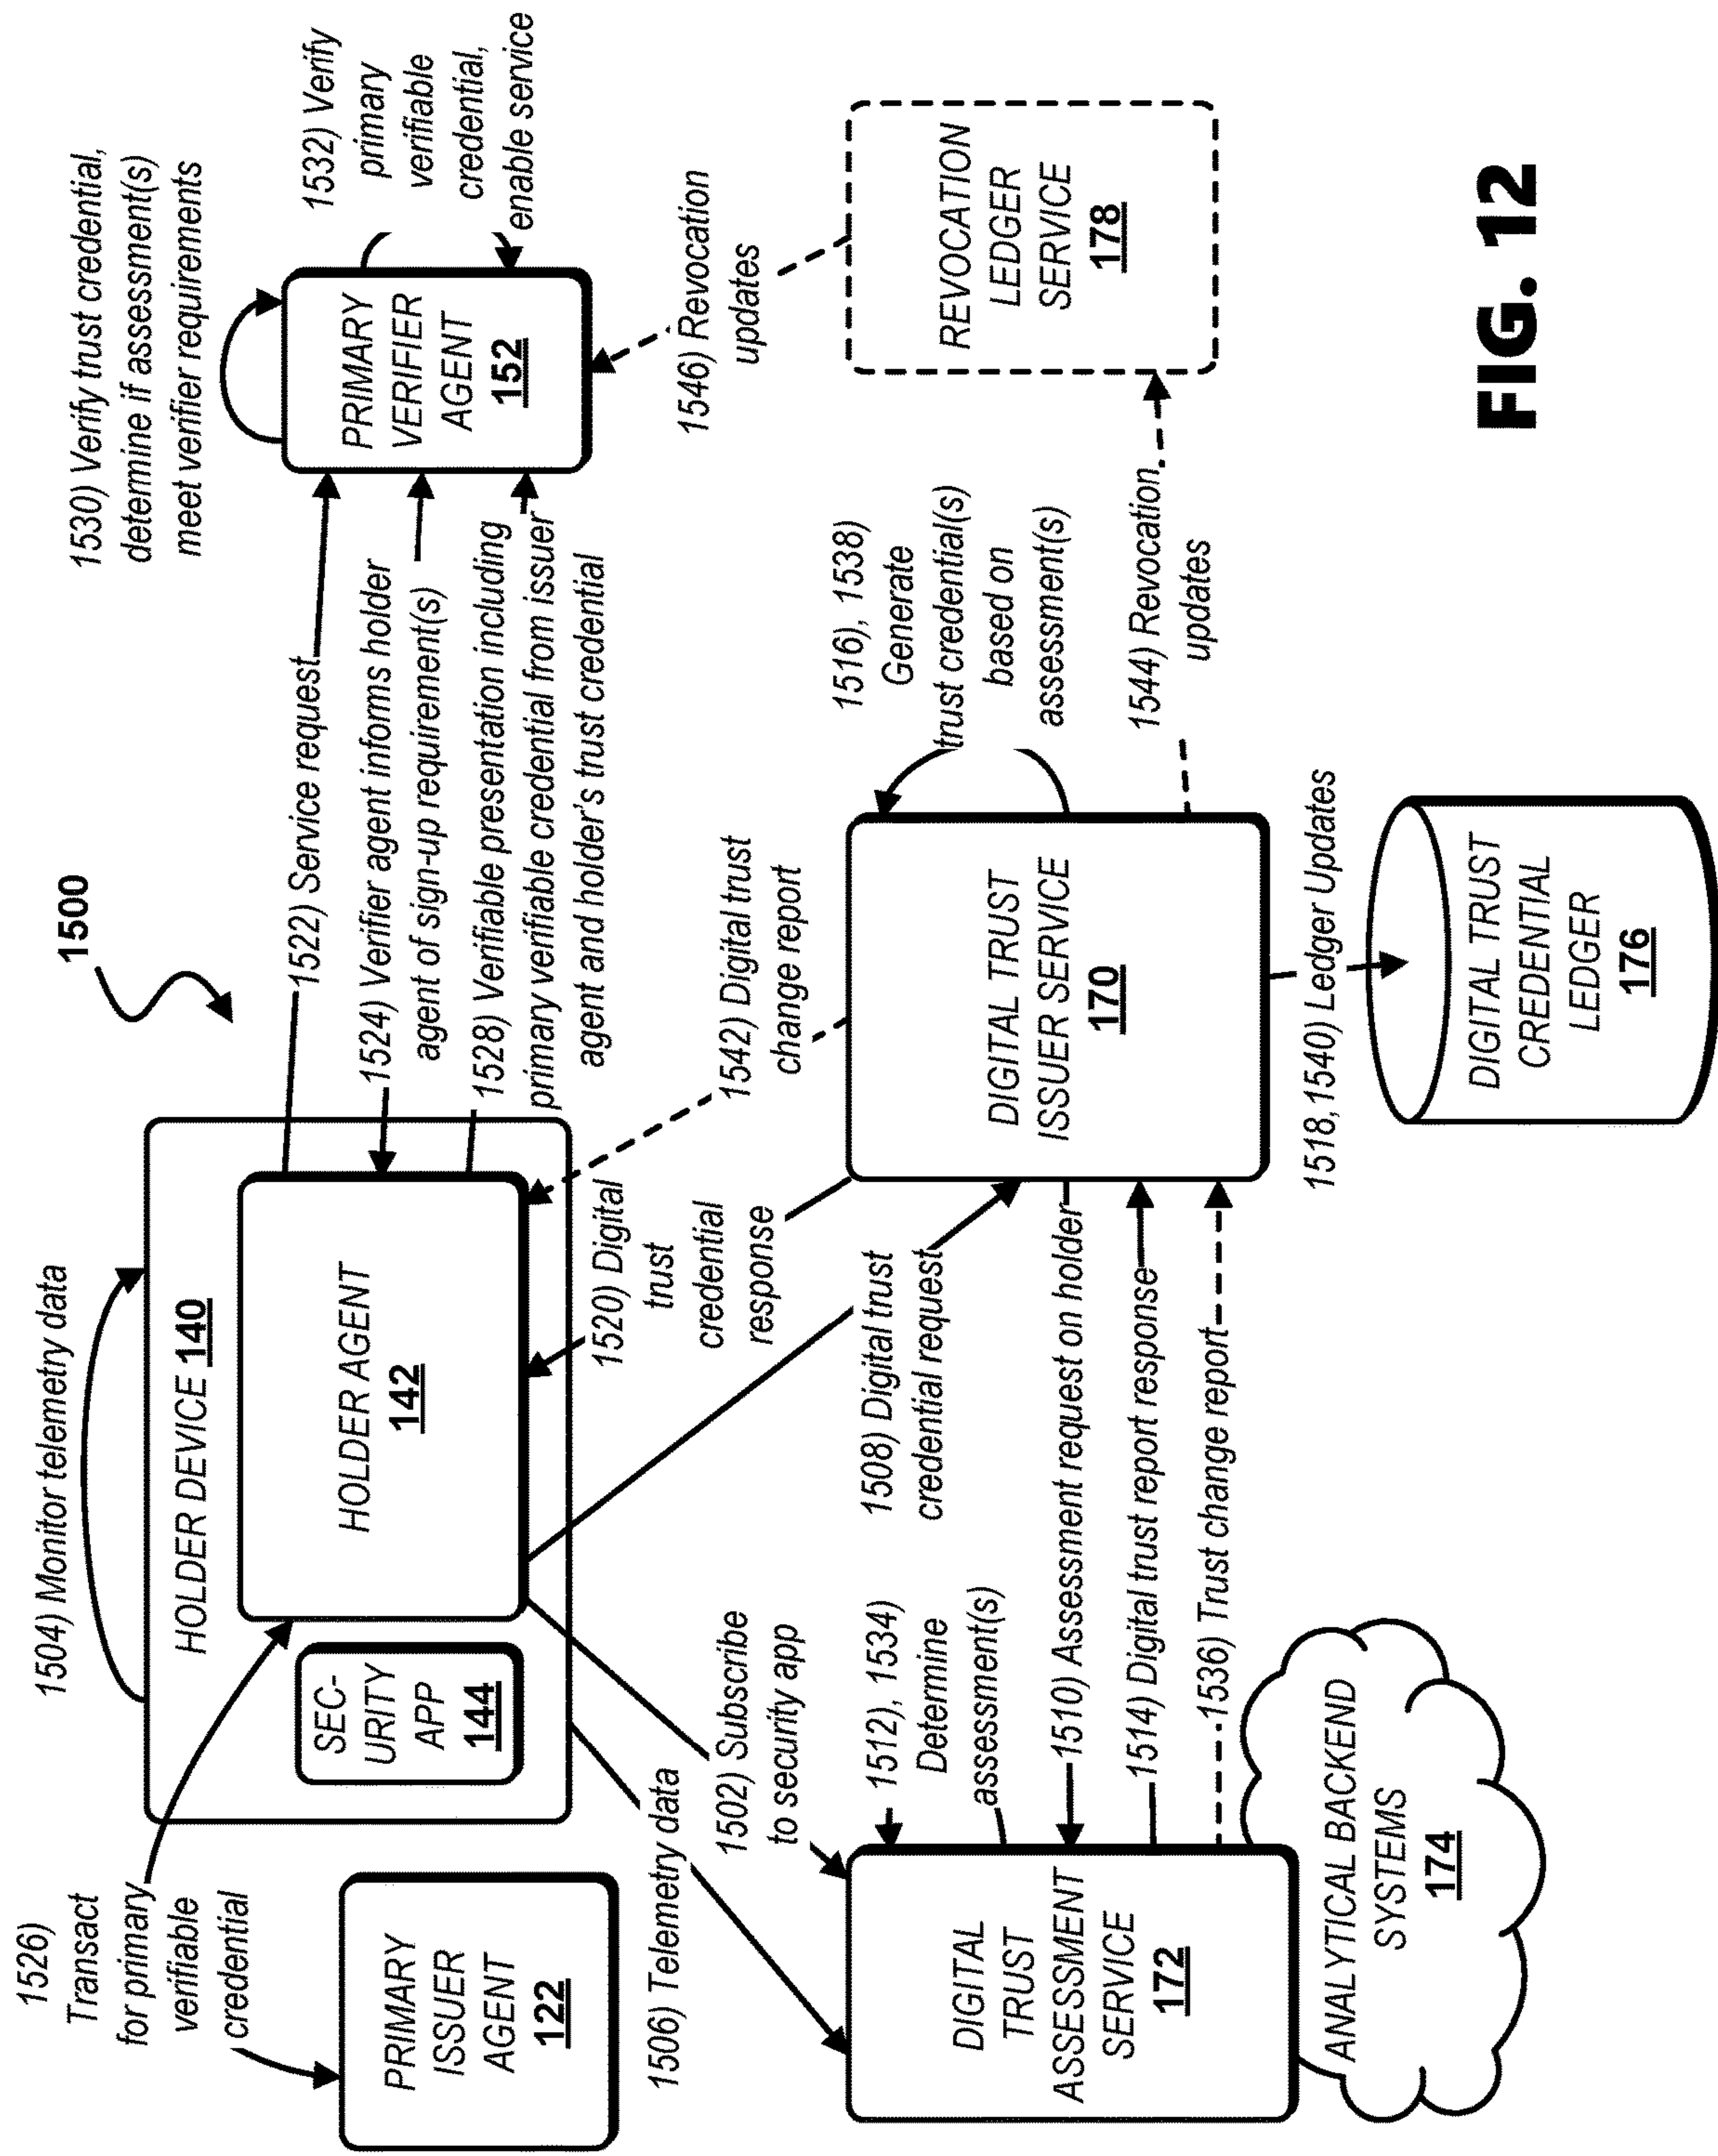 1500
1526)
Transact
for primary
verifiable
credential
PRIMARY
ISSUER
AGENT
122
1504) Monitor telemetry data
HOLDER DEVICE 140
SEC-
URITY
APP
144
HOLDER AGENT
142
1522) Service request
1524) Verifier agent informs holder
agent of sign-up requirement(s)
1528) Verifiable presentation including
primary verifiable credential from issuer
agent and holder's trust credential
1530) Verify trust credential,
determine if assessment(s)
meet verifier requirements
PRIMARY
VERIFIER
AGENT
152
1532) Verify
primary
verifiable
credential,
enable service
1506) Telemetry data
1502) Subscribe
to security app
1520) Digital
trust
credential
response
1542) Digital trust
change report
1546) Revocation
updates
1508) Digital trust
credential request
DIGITAL
TRUST
ASSESSMENT
SERVICE
172
1512), 1534)
Determine
assessment(s)
1510) Assessment request on holder
1514) Digital trust report response
1536) Trust change report
DIGITAL TRUST
ISSUER SERVICE
170
1516), 1538)
Generate
trust credential(s)
based on
assessment(s)
1544) Revocation
updates
REVOCATION
LEDGER
SERVICE
178
ANALYTICAL BACKEND
SYSTEMS
174
1518,1540) Ledger Updates
DIGITAL TRUST
CREDENTIAL
LEDGER
176
FIG. 12